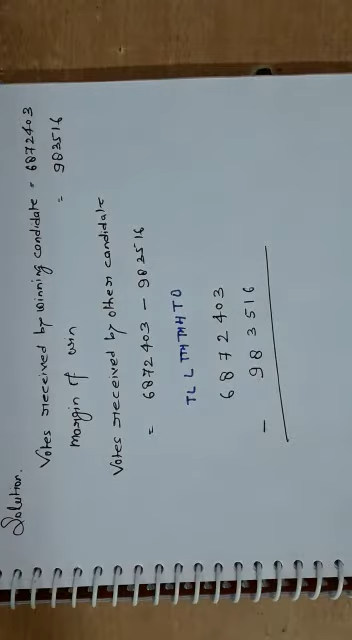 Solution.
Votes received by winning candidate = 6872403
margin of win = 983516
Votes received by other candidate
= 6872403 - 983516
TL L TTH TH H T O
6 8 7 2 4 0 3
- 9 8 3 5 1 6